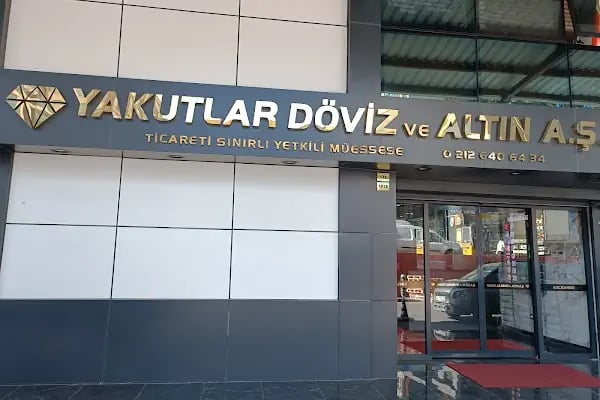 YAKUTLAR DÖVİZ VE ALTIN A.Ş
TİCARETİ SINIRLI YETKİLİ MÜESSESE 0 212 640 64 34